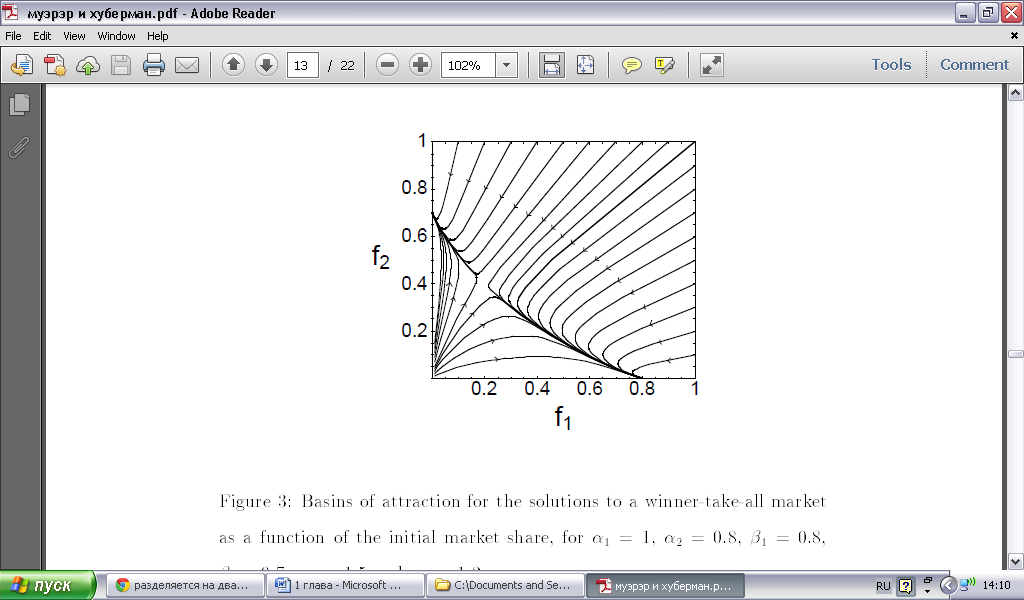 муэрэр и хуберман.pdf - Adobe Reader
File Edit View Window Help
13 / 22 102% Tools Comment
1
0.8
0.6
f2
0.4
0.2
0.2 0.4 0.6 0.8 1
f1
Figure 3: Basins of attraction for the solutions to a winner-take-all market
as a function of the initial market share, for α1 = 1, α2 = 0.8, β1 = 0.8,
пуск разделяется на два... 1 глава - Microsoft ... C:\Documents and Se... муэрэр и хуберман.p... RU 14:10